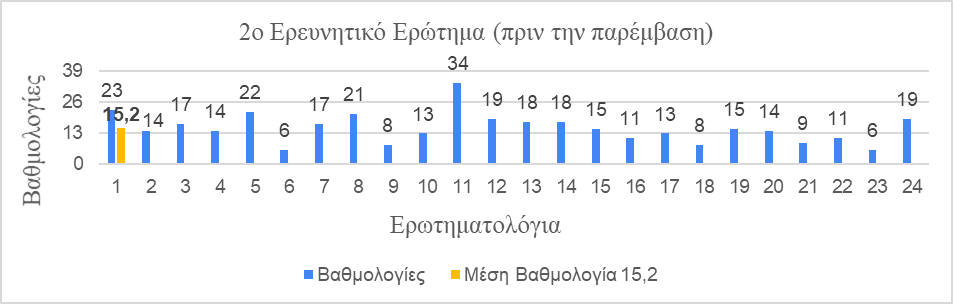 2ο Ερευνητικό Ερώτημα (πριν την παρέμβαση)
Βαθμολογίες
39
26
13
0
23 15,2 14 17 14 22 6 17 21 8 13 34 19 18 18 15 11 13 8 15 14 9 11 6 19
1 2 3 4 5 6 7 8 9 10 11 12 13 14 15 16 17 18 19 20 21 22 23 24
Ερωτηματολόγια
Βαθμολογίες Μέση Βαθμολογία 15,2